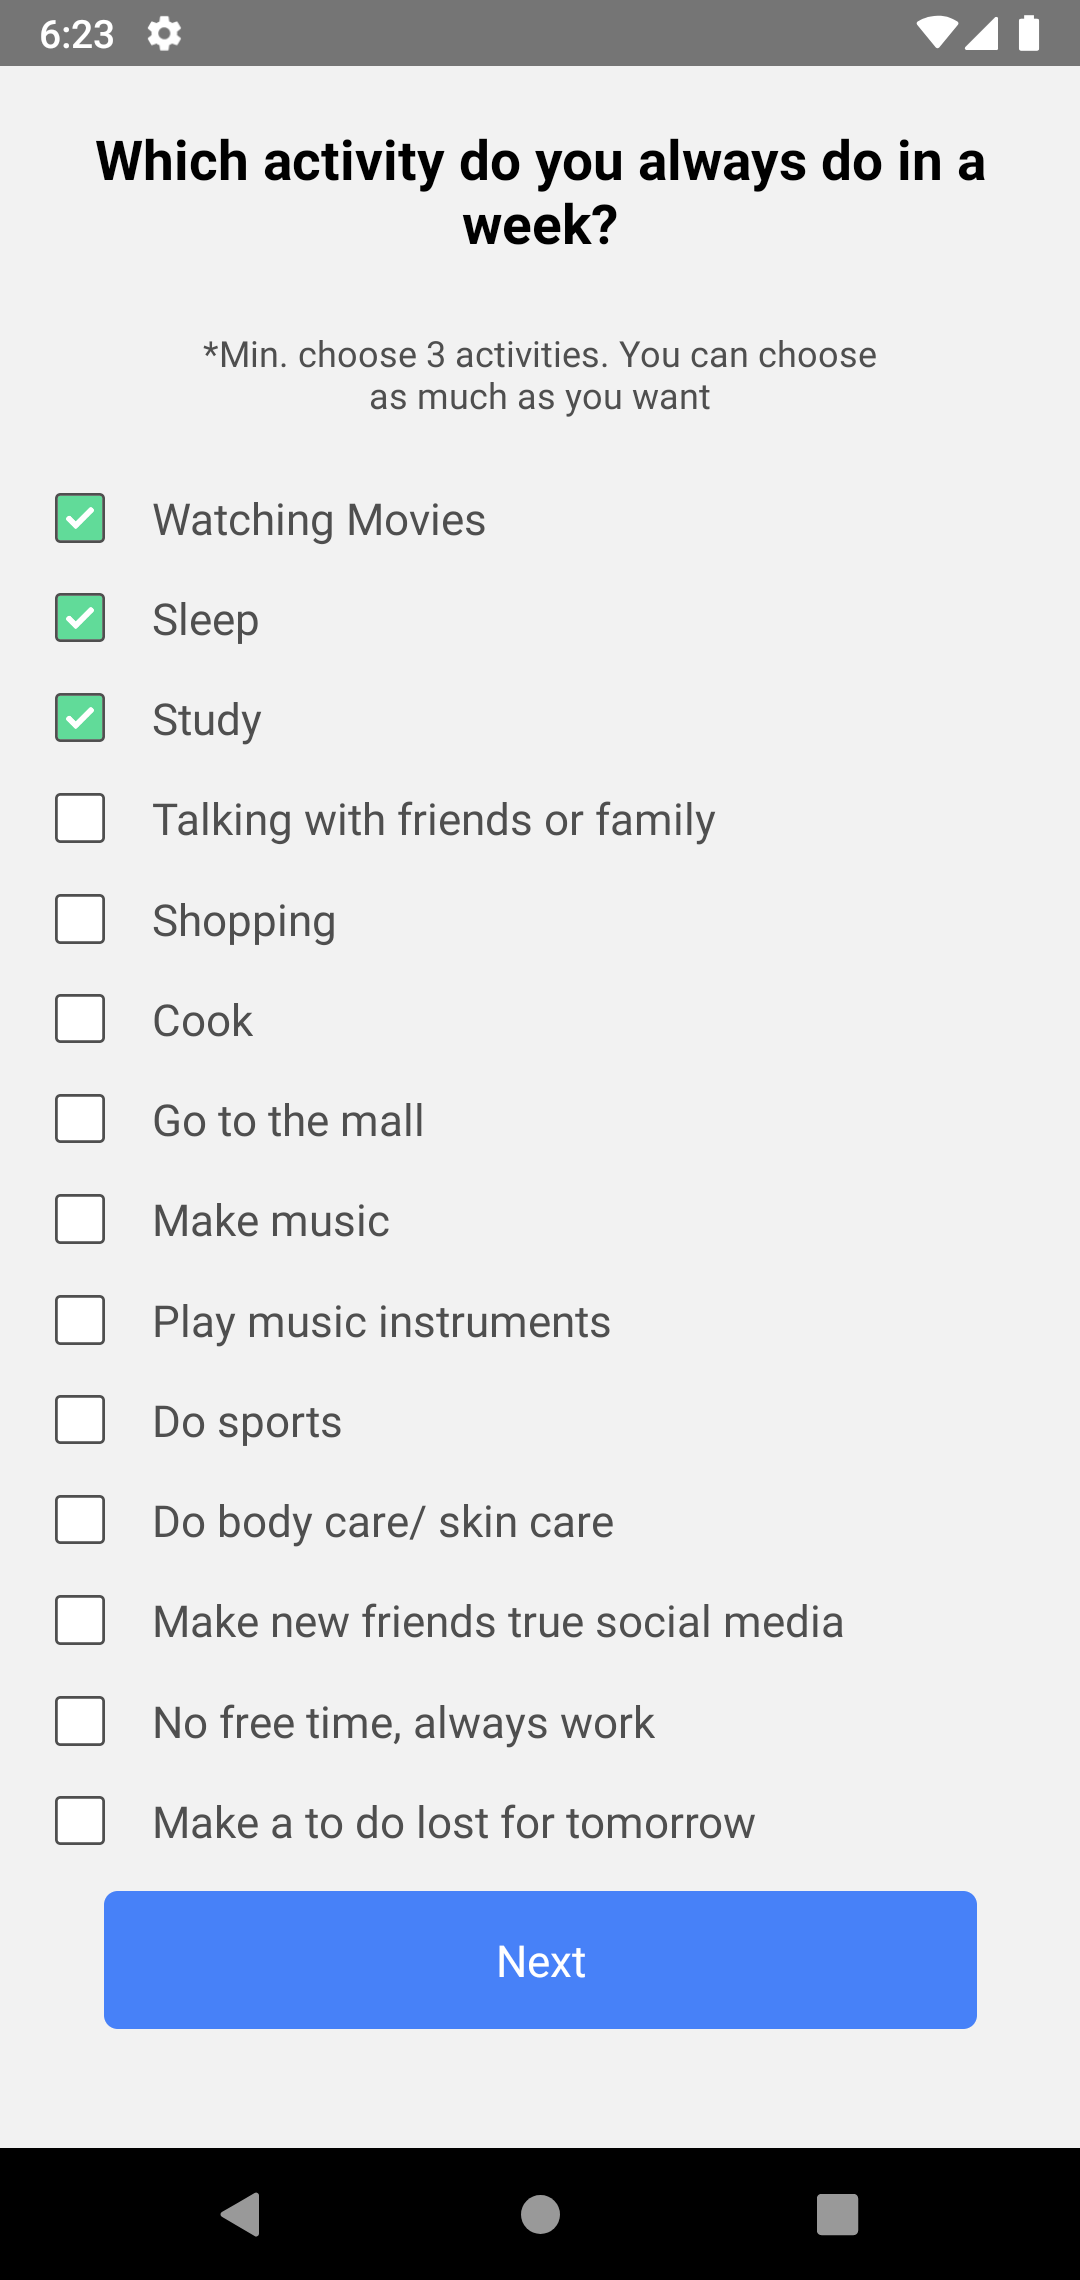 6:23
Which activity do you always do in a
week?
*Min. choose 3 activities. You can choose
as much as you want
Watching Movies
Sleep
Study
Talking with friends or family
Shopping
Cook
Go to the mall
Make music
Play music instruments
Do sports
Do body care/ skin care
Make new friends true social media
No free time, always work
Make a to do lost for tomorrow
Next